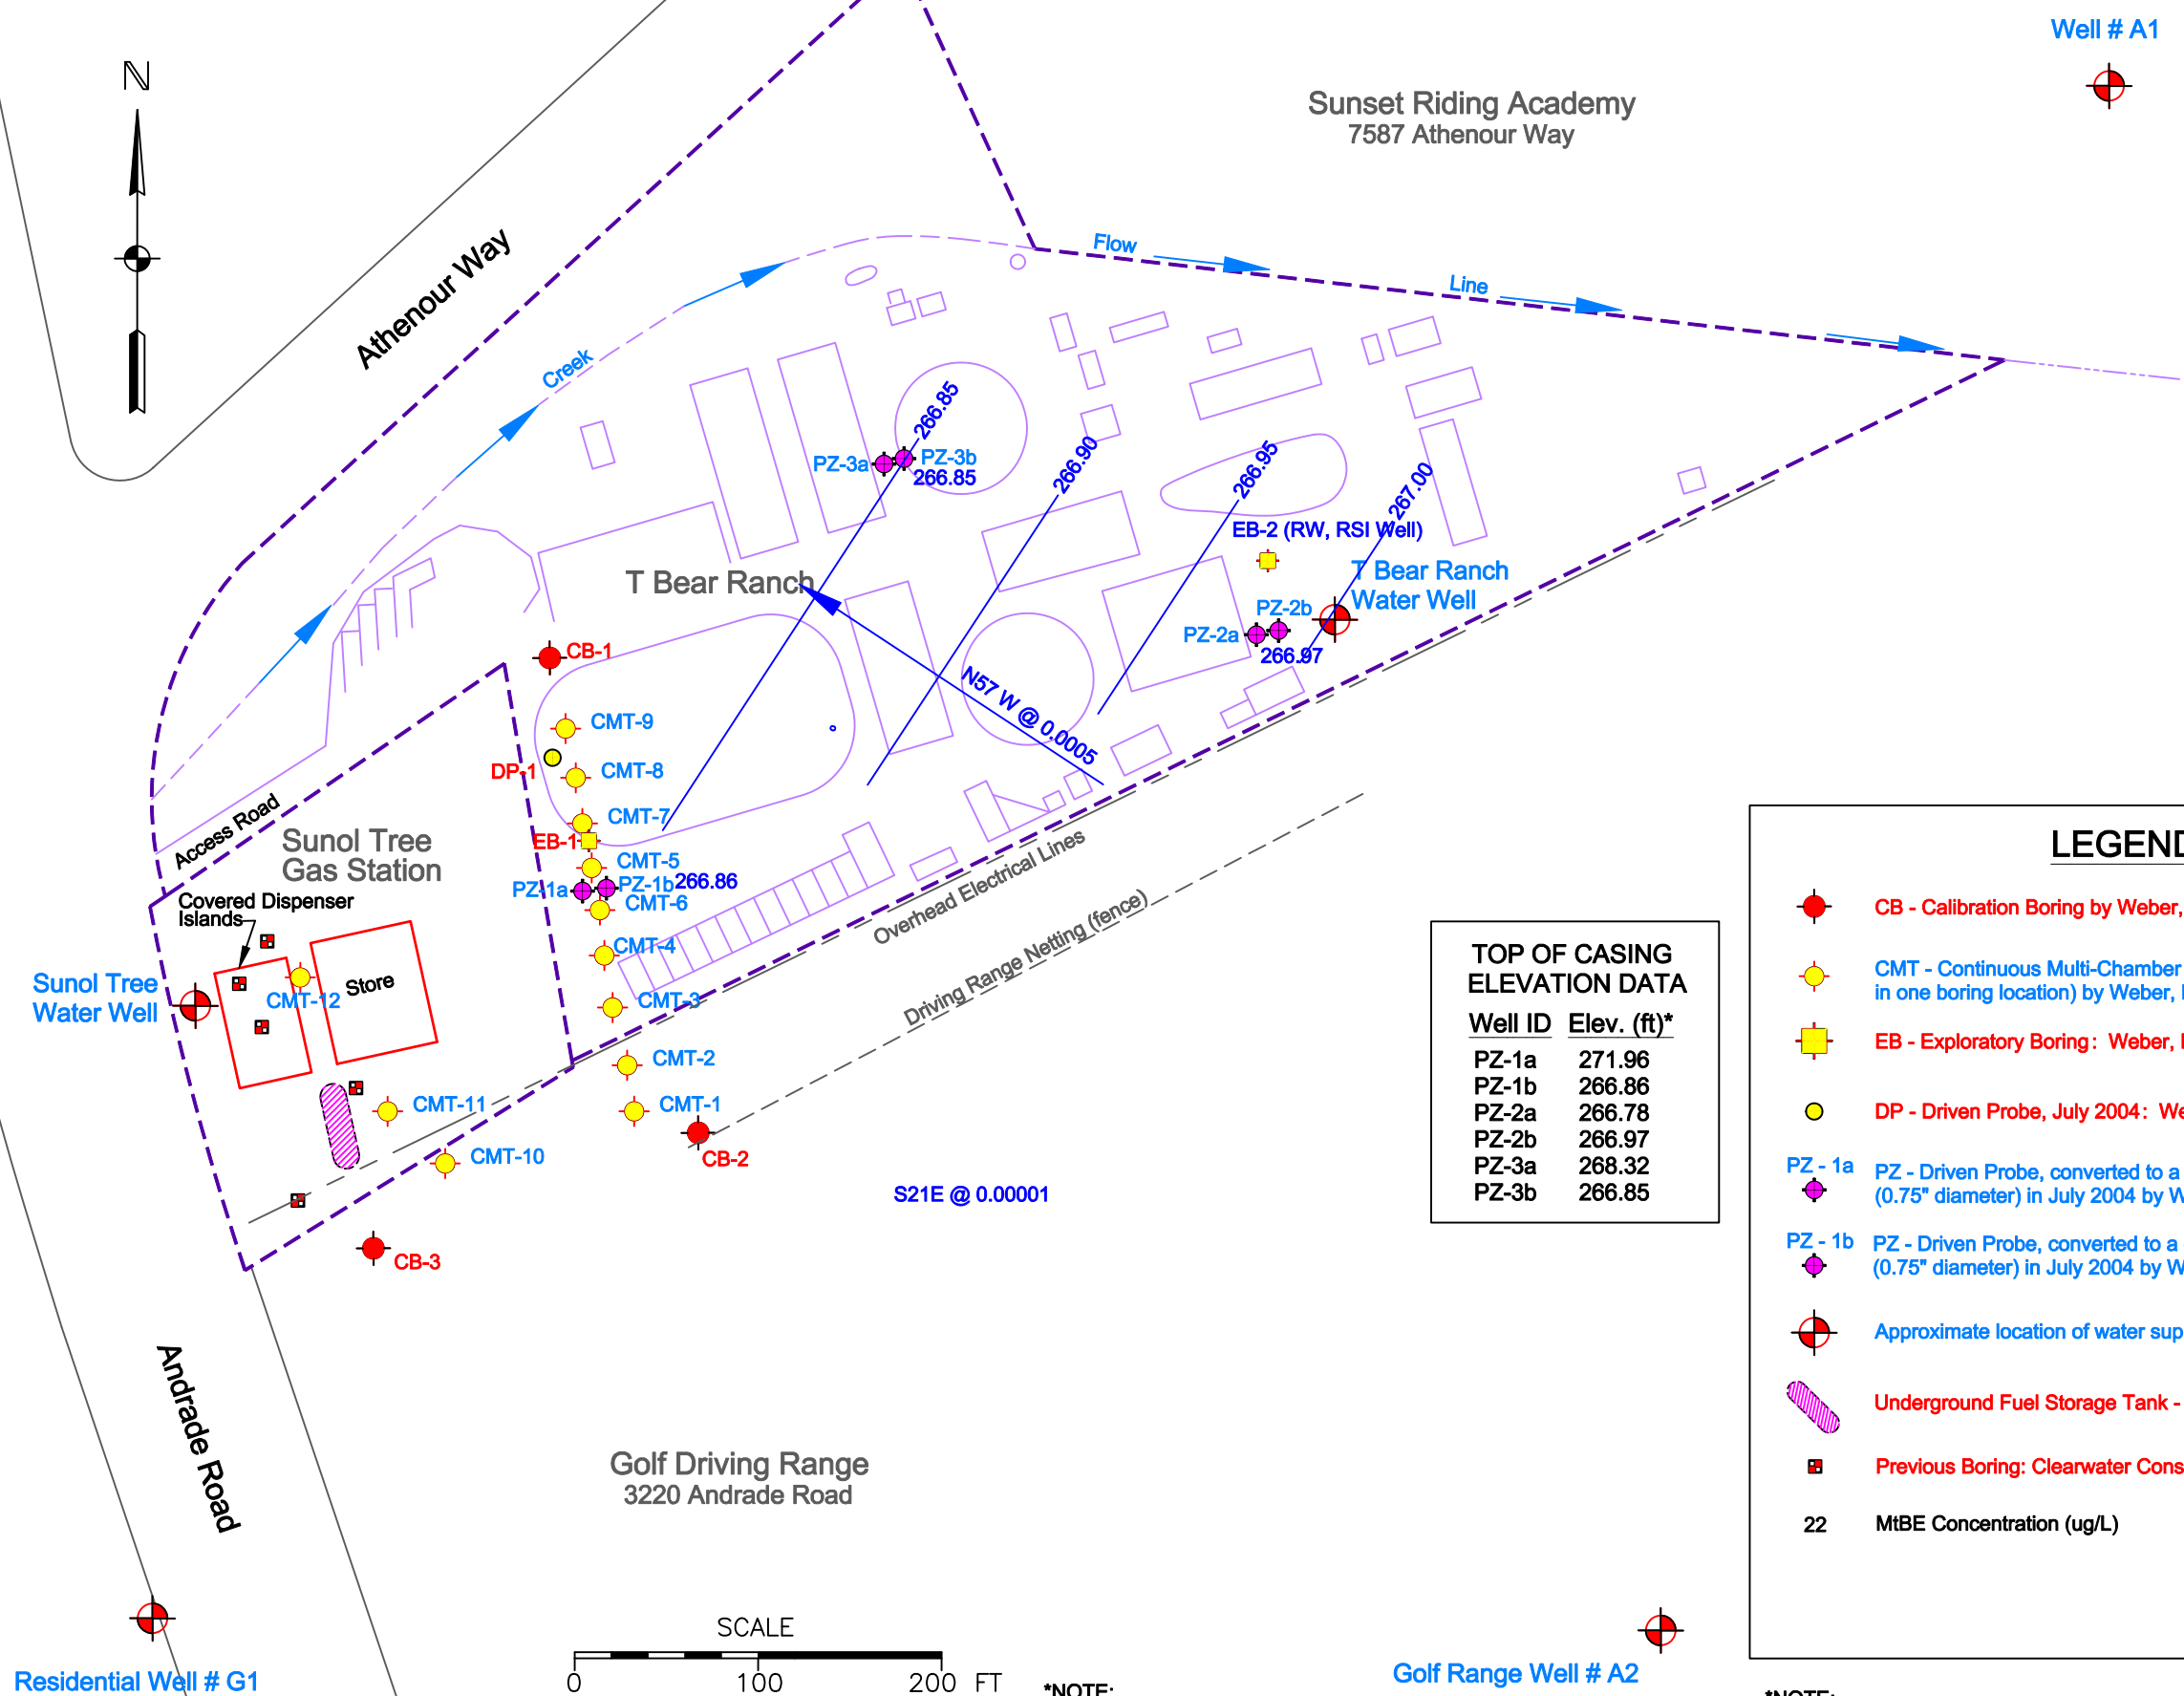 N
Well # A1
Sunset Riding Academy
7587 Athenour Way
Athenour Way
Creek
Flow
Line
266.85
266.90
266.95
267.00
PZ-3a
PZ-3b
266.85
EB-2 (RW, RSI Well)
T Bear Ranch
T Bear Ranch
Water Well
PZ-2b
PZ-2a
266.97
N57 W @ 0.0005
CB-1
CMT-9
DP-1
CMT-8
CMT-7
EB-1
CMT-5
PZ-1a
PZ-1b
266.86
CMT-6
CMT-4
CMT-3
CMT-2
CMT-1
CB-2
Access Road
Sunol Tree
Gas Station
Covered Dispenser
Islands
Store
Sunol Tree
Water Well
CMT-12
CMT-11
CMT-10
CB-3
Overhead Electrical Lines
Driving Range Netting (fence)
S21E @ 0.00001
Andrade Road
Golf Driving Range
3220 Andrade Road
Residential Well # G1
Golf Range Well # A2
SCALE
0 100 200 FT
*NOTE:
TOP OF CASING
ELEVATION DATA
Well ID Elev. (ft)*
PZ-1a 271.96
PZ-1b 266.86
PZ-2a 266.78
PZ-2b 266.97
PZ-3a 268.32
PZ-3b 266.85
LEGEND
CB - Calibration Boring by Weber,
CMT - Continuous Multi-Chamber
in one boring location) by Weber,
EB - Exploratory Boring: Weber,
DP - Driven Probe, July 2004: We
PZ - 1a
PZ - Driven Probe, converted to a
(0.75" diameter) in July 2004 by W
PZ - 1b
PZ - Driven Probe, converted to a
(0.75" diameter) in July 2004 by W
Approximate location of water sup
Underground Fuel Storage Tank -
Previous Boring: Clearwater Cons
22 MtBE Concentration (ug/L)
*NOTE: